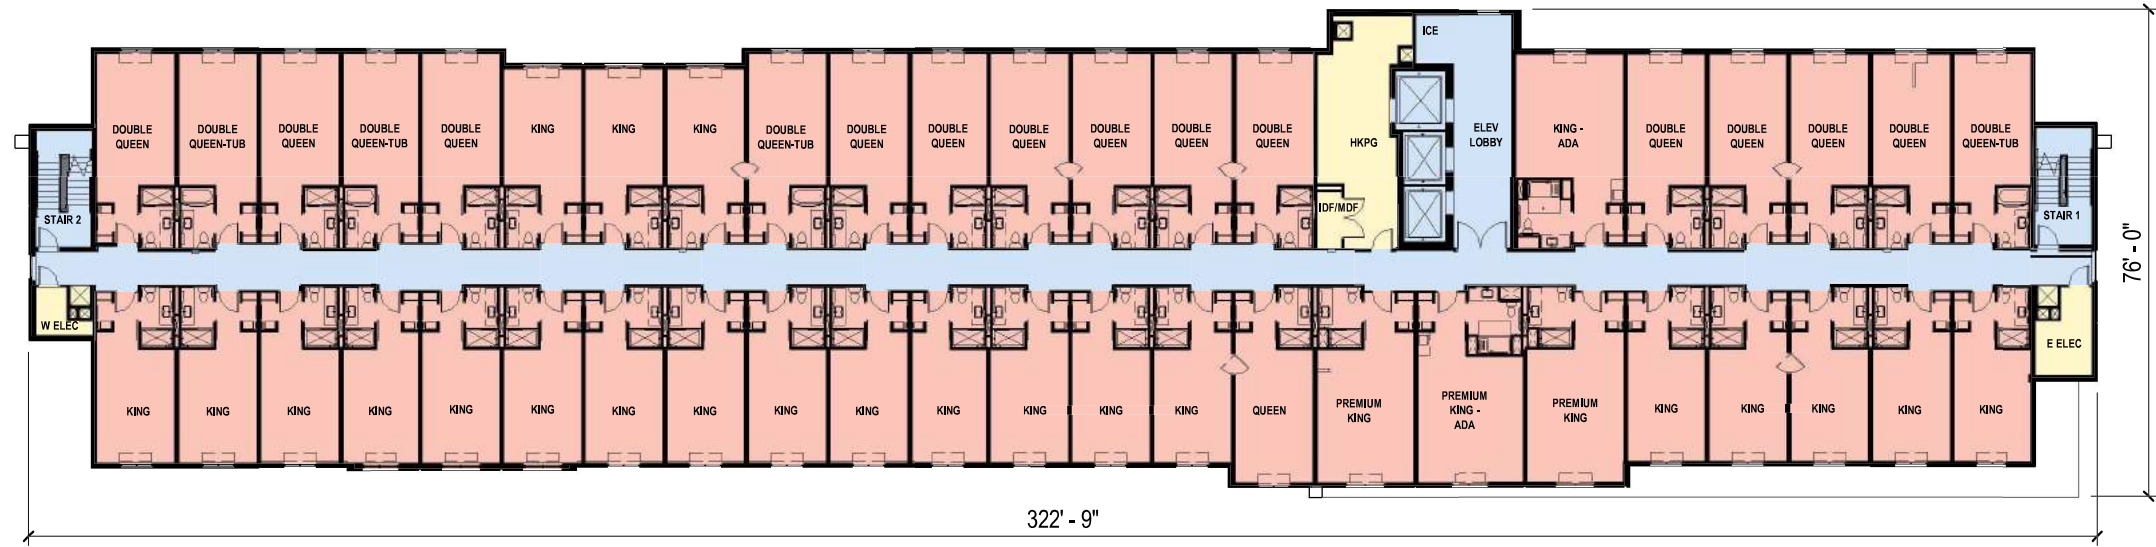 ICE
DOUBLE
QUEEN
DOUBLE
QUEEN-TUB
DOUBLE
QUEEN
DOUBLE
QUEEN-TUB
DOUBLE
QUEEN
KING
KING
KING
DOUBLE
QUEEN-TUB
DOUBLE
QUEEN
DOUBLE
QUEEN
DOUBLE
QUEEN
DOUBLE
QUEEN
DOUBLE
QUEEN
DOUBLE
QUEEN
HKPG
ELEV
LOBBY
KING -
ADA
DOUBLE
QUEEN
DOUBLE
QUEEN
DOUBLE
QUEEN
DOUBLE
QUEEN
DOUBLE
QUEEN-TUB
STAIR 2
IDF/MDF
STAIR 1
76' - 0"
W ELEC
E ELEC
KING
KING
KING
KING
KING
KING
KING
KING
KING
KING
KING
KING
KING
KING
QUEEN
PREMIUM
KING
PREMIUM
KING -
ADA
PREMIUM
KING
KING
KING
KING
KING
KING
322' - 9"